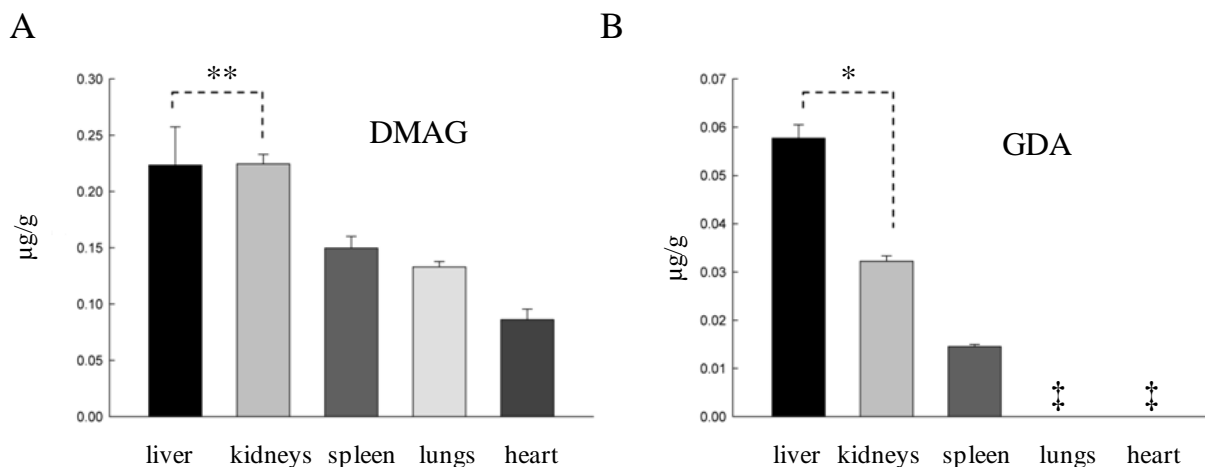 A
**
DMAG
µg/g
0.30
0.25
0.20
0.15
0.10
0.05
0.00
liver kidneys spleen lungs heart
B
*
GDA
µg/g
0.07
0.06
0.05
0.04
0.03
0.02
0.01
0.00
‡ ‡
liver kidneys spleen lungs heart